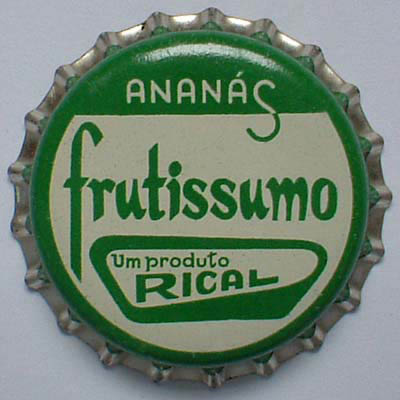 ANANÁS
frutissumo
Um produto
RICAL